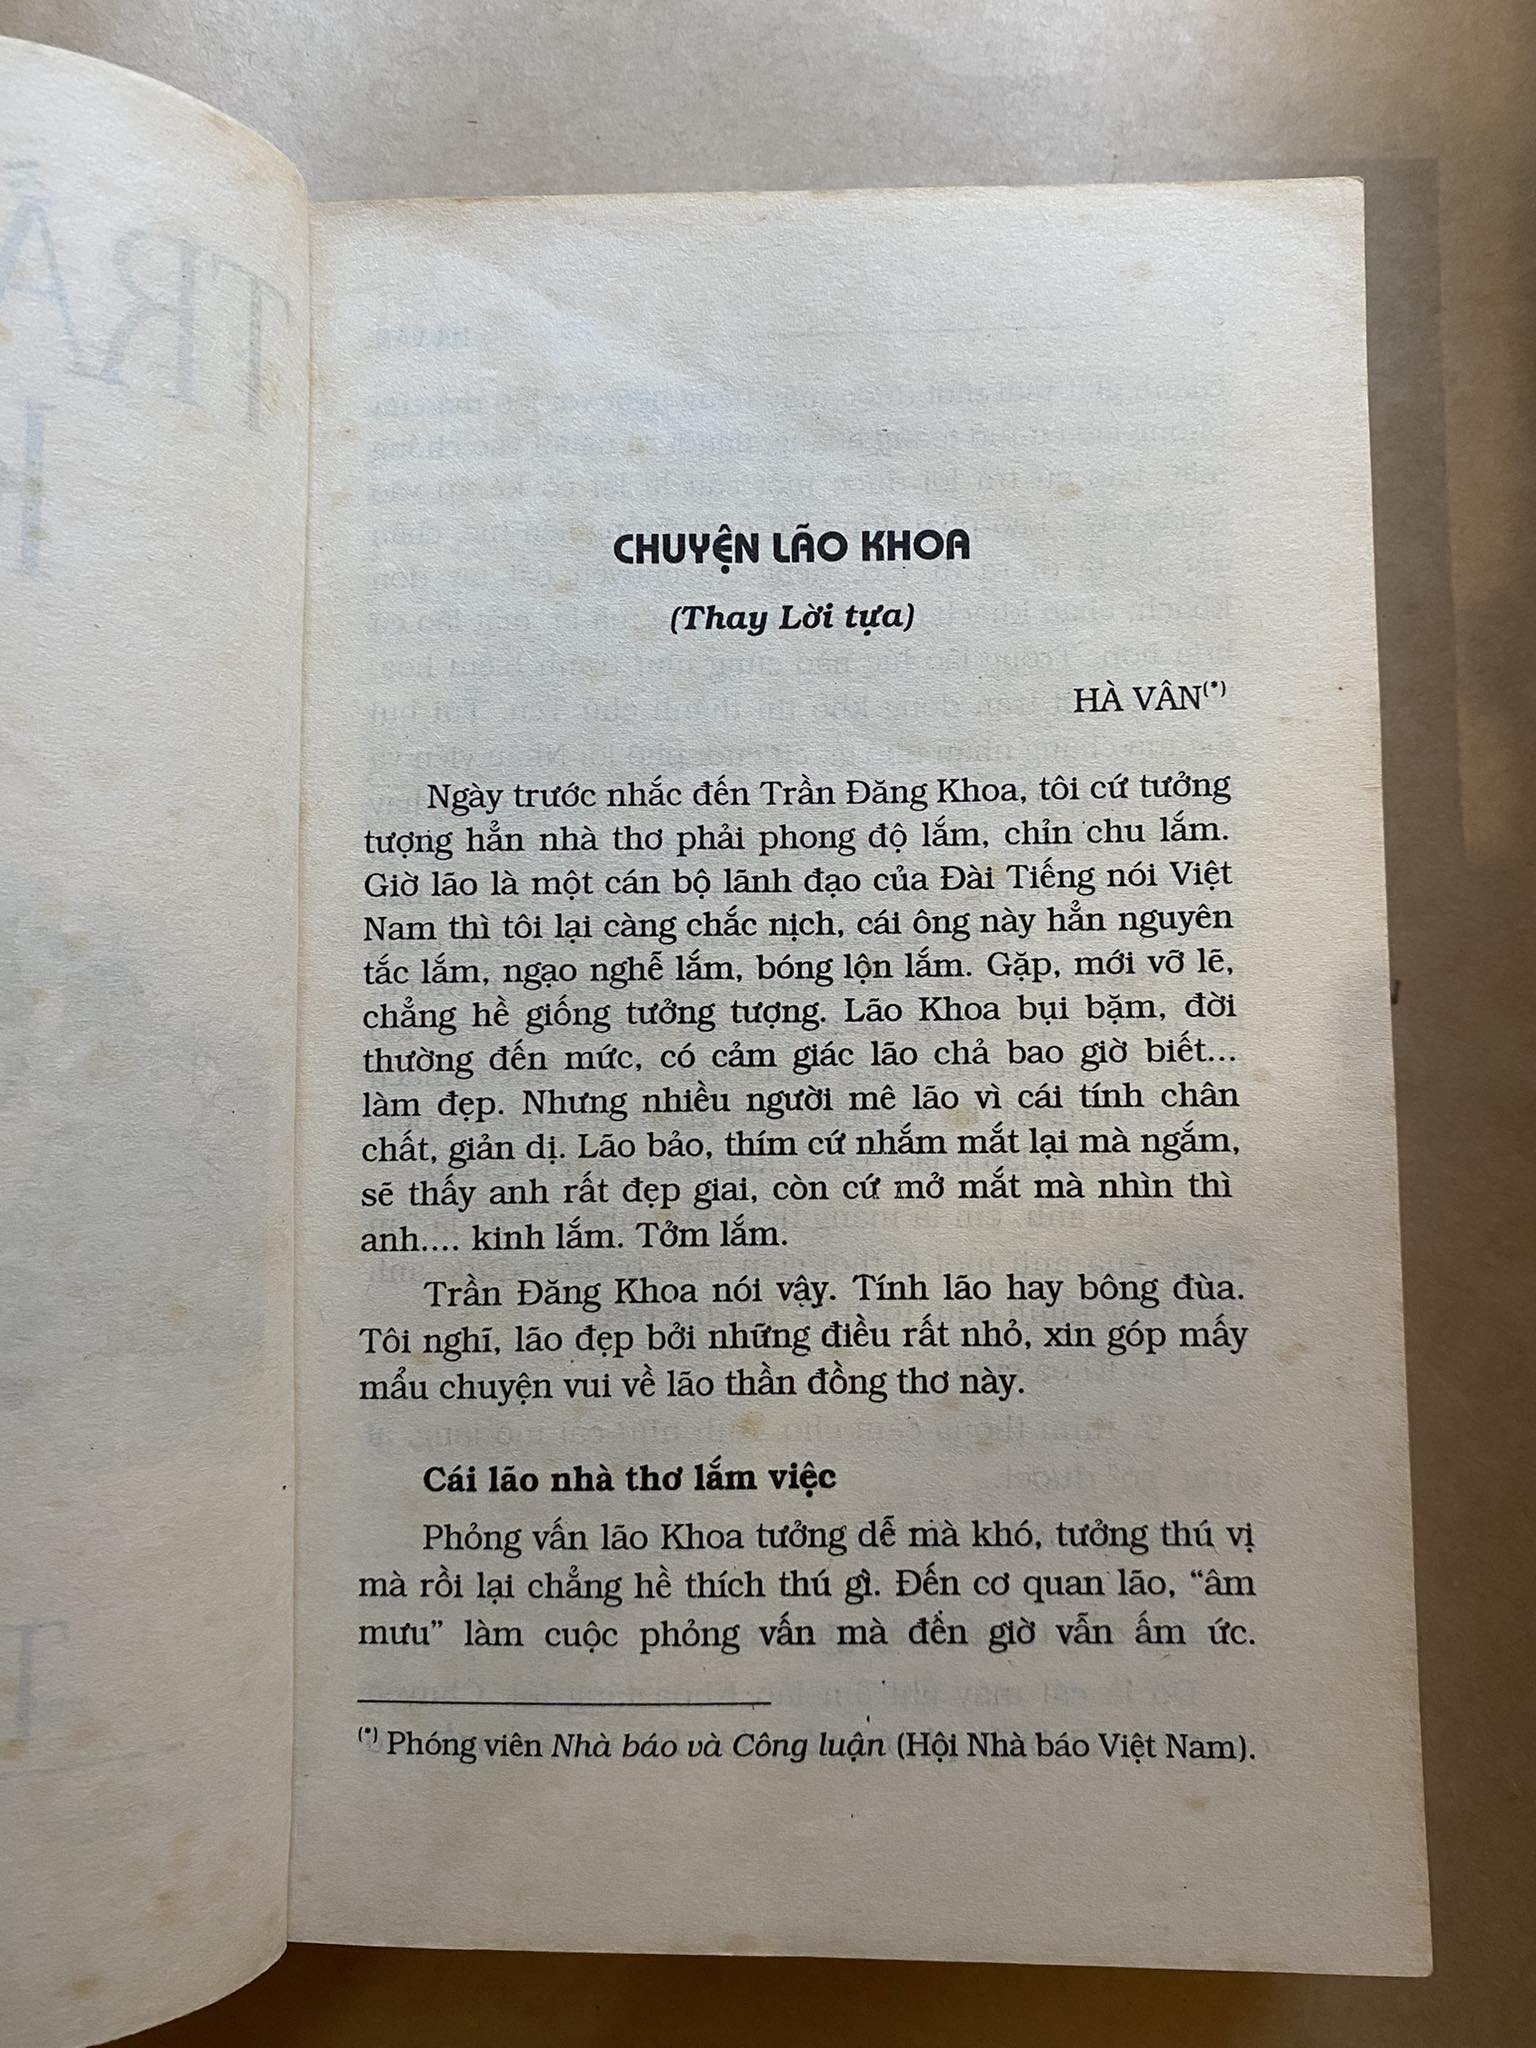 CHUYỆN LÃO KHOA
(Thay Lời tựa)
HÀ VÂN(*)
Ngày trước nhắc đến Trần Đăng Khoa, tôi cứ tưởng
tượng hẳn nhà thơ phải phong độ lắm, chỉn chu lắm.
Giờ lão là một cán bộ lãnh đạo của Đài Tiếng nói Việt
Nam thì tôi lại càng chắc nịch, cái ông này hẳn nguyên
tắc lắm, ngạo nghễ lắm, bóng lộn lắm. Gặp, mới vỡ lẽ,
chẳng hề giống tưởng tượng. Lão Khoa bụi bặm, đời
thường đến mức, có cảm giác lão chả bao giờ biết...
làm đẹp. Nhưng nhiều người mê lão vì cái tính chân
chất, giản dị. Lão bảo, thím cứ nhắm mắt lại mà ngắm,
sẽ thấy anh rất đẹp giai, còn cứ mở mắt mà nhìn thì
anh.... kinh lắm. Tởm lắm.
Trần Đăng Khoa nói vậy. Tính lão hay bông đùa.
Tôi nghĩ, lão đẹp bởi những điều rất nhỏ, xin góp mấy
mẩu chuyện vui về lão thần đồng thơ này.
Cái lão nhà thơ lắm việc
Phỏng vấn lão Khoa tưởng dễ mà khó, tưởng thú vị
mà rồi lại chẳng hề thích thú gì. Đến cơ quan lão, “âm
mưu” làm cuộc phỏng vấn mà đến giờ vẫn ấm ức.
(*) Phóng viên Nhà báo và Công luận (Hội Nhà báo Việt Nam).